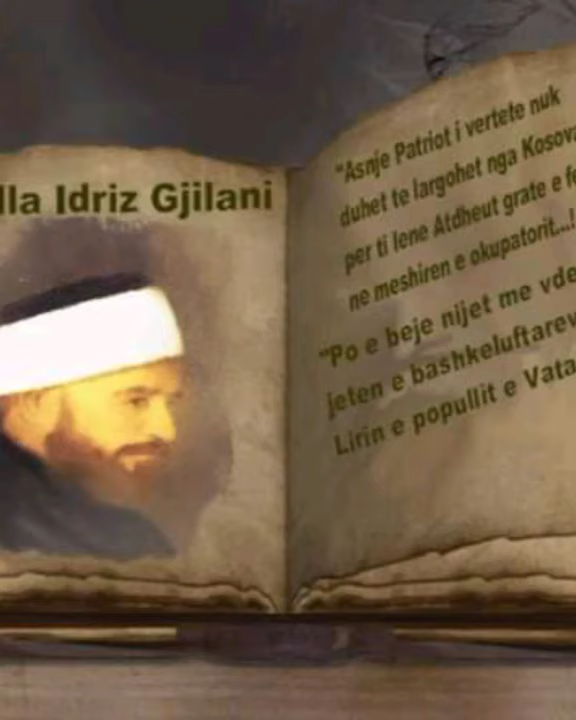 lla Idriz Gjilani
"Asnje Patriot i vertete nuk
duhet te largohet nga Kosova
per ti lene Atdheut grate e fe
ne meshiren e okupatorit...!
"Po e beje nijet me vde
jeten e bashkeluftarev
Lirin e popullit e Vata